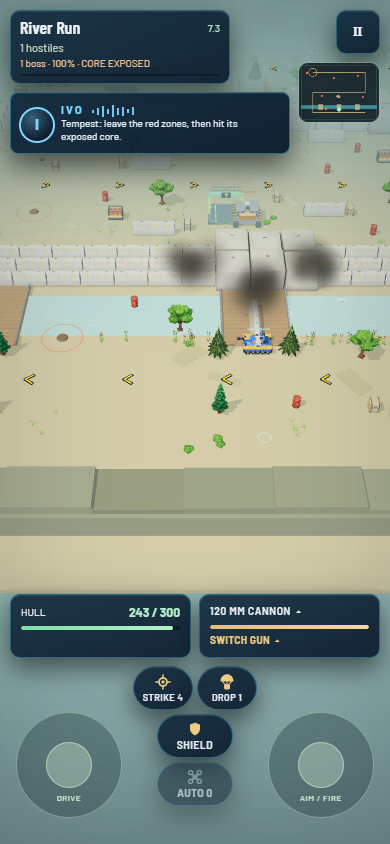 River Run
7.3
1 hostiles
1 boss · 100% · CORE EXPOSED
II
I
IVO
Tempest: leave the red zones, then hit its
exposed core.
HULL
243 / 300
120 MM CANNON
SWITCH GUN
STRIKE 4
DROP 1
SHIELD
AUTO 0
DRIVE
AIM / FIRE